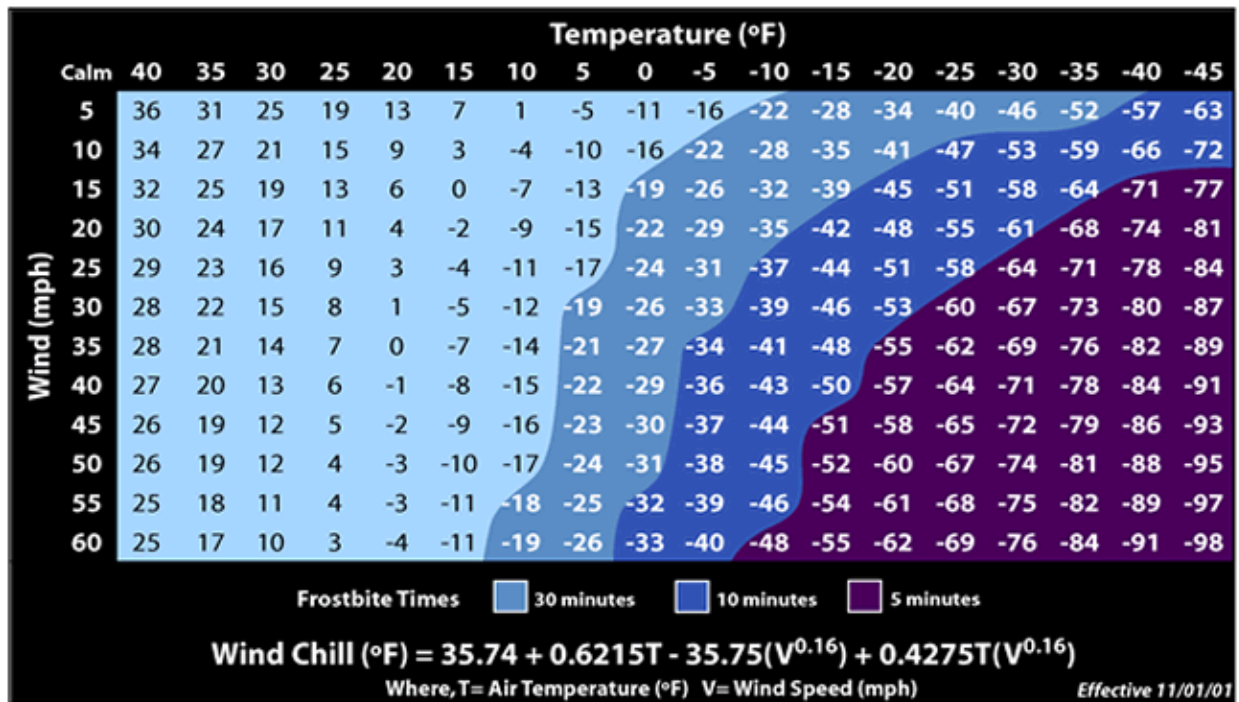 Temperature (ºF)
Calm 40 35 30 25 20 15 10 5 0 -5 -10 -15 -20 -25 -30 -35 -40 -45
Wind (mph)
5 36 31 25 19 13 7 1 -5 -11 -16 -22 -28 -34 -40 -46 -52 -57 -63
10 34 27 21 15 9 3 -4 -10 -16 -22 -28 -35 -41 -47 -53 -59 -66 -72
15 32 25 19 13 6 0 -7 -13 -19 -26 -32 -39 -45 -51 -58 -64 -71 -77
20 30 24 17 11 4 -2 -9 -15 -22 -29 -35 -42 -48 -55 -61 -68 -74 -81
25 29 23 16 9 3 -4 -11 -17 -24 -31 -37 -44 -51 -58 -64 -71 -78 -84
30 28 22 15 8 1 -5 -12 -19 -26 -33 -39 -46 -53 -60 -67 -73 -80 -87
35 28 21 14 7 0 -7 -14 -21 -27 -34 -41 -48 -55 -62 -69 -76 -82 -89
40 27 20 13 6 -1 -8 -15 -22 -29 -36 -43 -50 -57 -64 -71 -78 -84 -91
45 26 19 12 5 -2 -9 -16 -23 -30 -37 -44 -51 -58 -65 -72 -79 -86 -93
50 26 19 12 4 -3 -10 -17 -24 -31 -38 -45 -52 -60 -67 -74 -81 -88 -95
55 25 18 11 4 -3 -11 -18 -25 -32 -39 -46 -54 -61 -68 -75 -82 -89 -97
60 25 17 10 3 -4 -11 -19 -26 -33 -40 -48 -55 -62 -69 -76 -84 -91 -98
Frostbite Times 30 minutes 10 minutes 5 minutes
Wind Chill (ºF) = 35.74 + 0.6215T - 35.75(V^0.16) + 0.4275T(V^0.16)
Where, T= Air Temperature (ºF) V= Wind Speed (mph) Effective 11/01/01